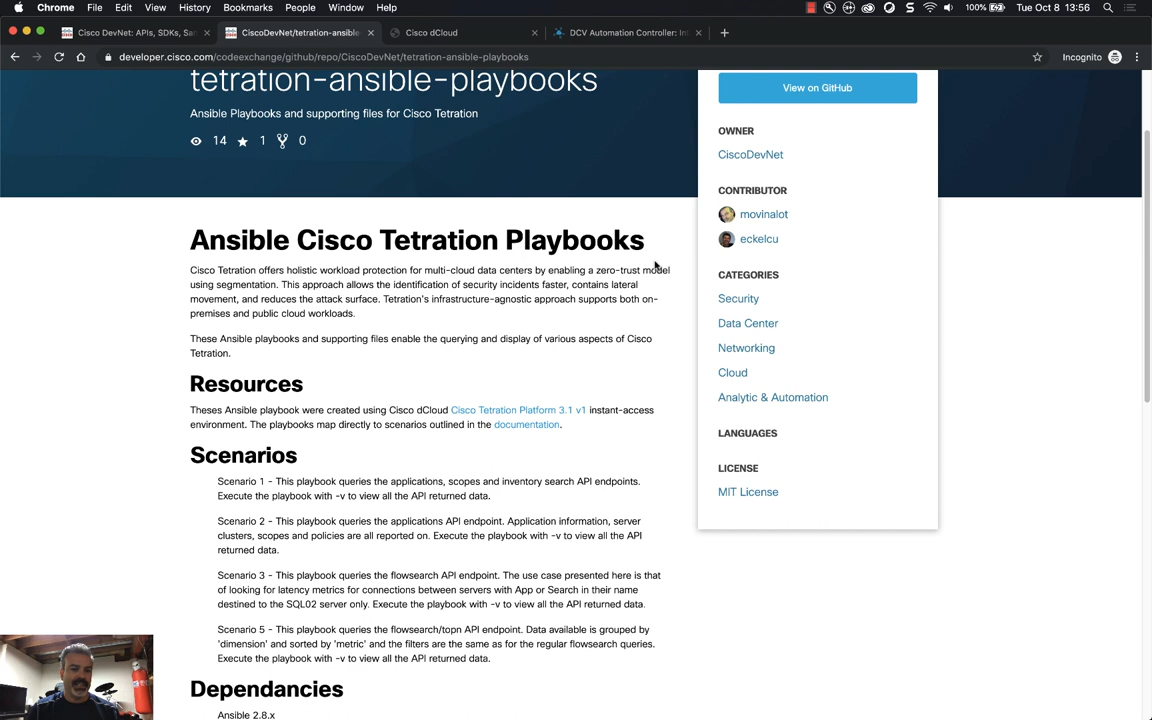 Chrome File Edit View History Bookmarks People Window Help
100% Tue Oct 8 13:56
Cisco DevNet: APIs, SDKs, San
CiscoDevNet/tetration-ansible
Cisco dCloud
DCV Automation Controller: In
developer.cisco.com/codeexchange/github/repo/CiscoDevNet/tetration-ansible-playbooks
Incognito
tetration-ansible-playbooks
Ansible Playbooks and supporting files for Cisco Tetration
14 1 0
Ansible Cisco Tetration Playbooks
Cisco Tetration offers holistic workload protection for multi-cloud data centers by enabling a zero-trust model
using segmentation. This approach allows the identification of security incidents faster, contains lateral
movement, and reduces the attack surface. Tetration's infrastructure-agnostic approach supports both on-
premises and public cloud workloads.
These Ansible playbooks and supporting files enable the querying and display of various aspects of Cisco
Tetration.
Resources
Theses Ansible playbook were created using Cisco dCloud Cisco Tetration Platform 3.1 v1 instant-access
environment. The playbooks map directly to scenarios outlined in the documentation.
Scenarios
Scenario 1 - This playbook queries the applications, scopes and inventory search API endpoints.
Execute the playbook with -v to view all the API returned data.
Scenario 2 - This playbook queries the applications API endpoint. Application information, server
clusters, scopes and policies are all reported on. Execute the playbook with -v to view all the API
returned data.
Scenario 3 - This playbook queries the flowsearch API endpoint. The use case presented here is that
of looking for latency metrics for connections between servers with App or Search in their name
destined to the SQL02 server only. Execute the playbook with -v to view all the API returned data.
Scenario 5 - This playbook queries the flowsearch/topn API endpoint. Data available is grouped by
'dimension' and sorted by 'metric' and the filters are the same as for the regular flowsearch queries.
Execute the playbook with -v to view all the API returned data.
Dependancies
Ansible 2.8.x
View on GitHub
OWNER
CiscoDevNet
CONTRIBUTOR
movinalot
eckelcu
CATEGORIES
Security
Data Center
Networking
Cloud
Analytic & Automation
LANGUAGES
LICENSE
MIT License